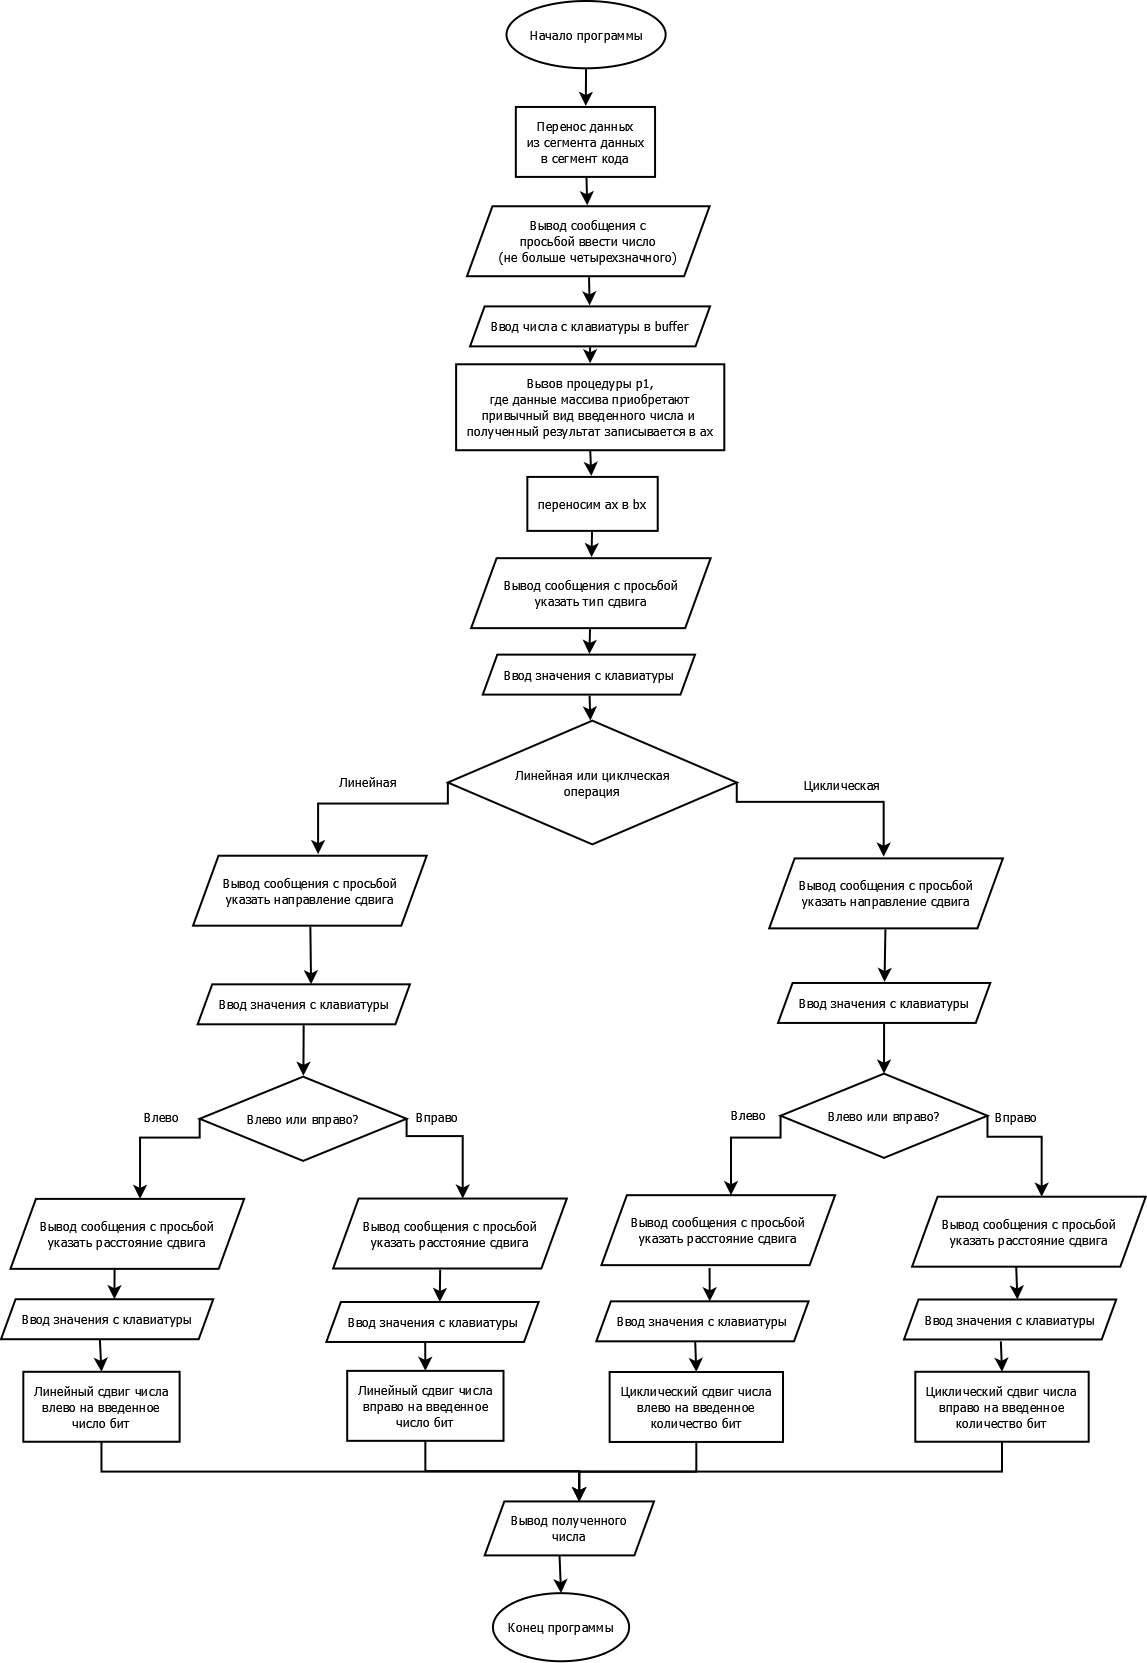 Начало программы
Перенос данных
из сегмента данных
в сегмент кода
Вывод сообщения с
просьбой ввести число
(не больше четырехзначного)
Ввод числа с клавиатуры в buffer
Вызов процедуры p1,
где данные массива приобретают
привычный вид введенного числа и
полученный результат записывается в ax
переносим ax в bx
Вывод сообщения с просьбой
указать тип сдвига
Ввод значения с клавиатуры
Линейная или циклческая
операция
Линейная
Циклическая
Вывод сообщения с просьбой
указать направление сдвига
Вывод сообщения с просьбой
указать направление сдвига
Ввод значения с клавиатуры
Ввод значения с клавиатуры
Влево
Влево или вправо?
Вправо
Влево
Влево или вправо?
Вправо
Вывод сообщения с просьбой
указать расстояние сдвига
Вывод сообщения с просьбой
указать расстояние сдвига
Вывод сообщения с просьбой
указать расстояние сдвига
Вывод сообщения с просьбой
указать расстояние сдвига
Ввод значения с клавиатуры
Ввод значения с клавиатуры
Ввод значения с клавиатуры
Ввод значения с клавиатуры
Линейный сдвиг числа
влево на введенное
число бит
Линейный сдвиг числа
вправо на введенное
число бит
Циклический сдвиг числа
влево на введенное
количество бит
Циклический сдвиг числа
вправо на введенное
количество бит
Вывод полученного
числа
Конец программы